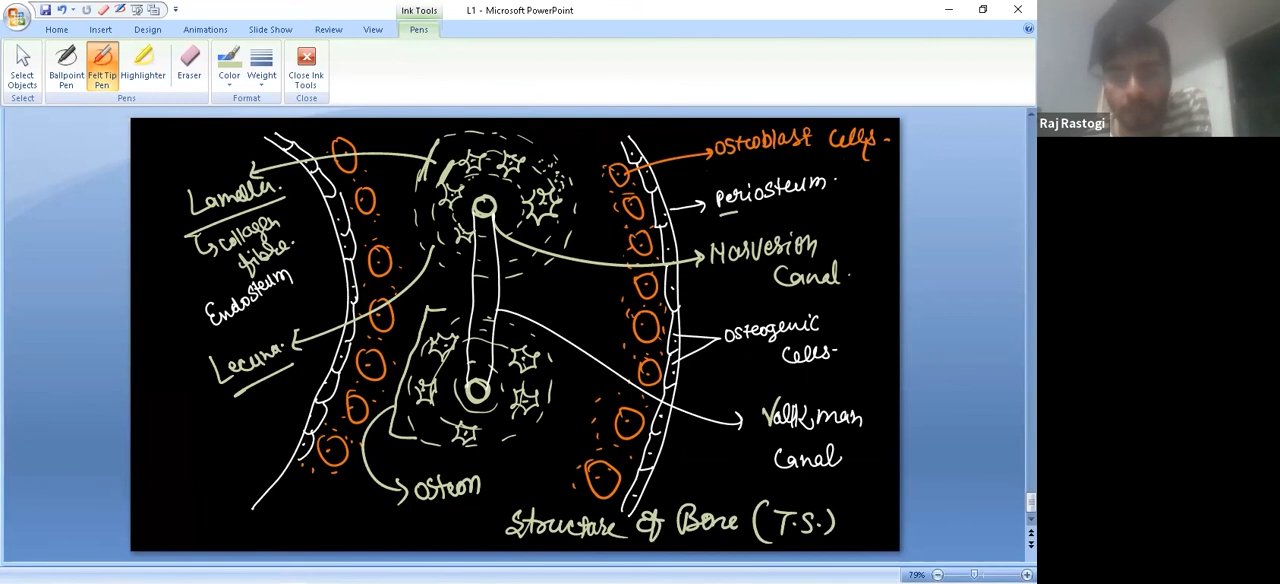 Ink Tools
L1 - Microsoft PowerPoint
Home
Insert
Design
Animations
Slide Show
Review
View
Pens
Select
Objects
Ballpoint
Pen
Felt Tip
Pen
Highlighter
Eraser
Color
Weight
Close Ink
Tools
Select
Pens
Format
Close
Raj Rastogi
Osteoblast Cells.
Periosteum.
Harvesion
Canal.
Osteogenic
Cells.
Valkman
Canal
Lamella.
Collagen
fibre.
Endosteum
Lecuna.
Osteon
Structure of Bone (T.S.)
79%